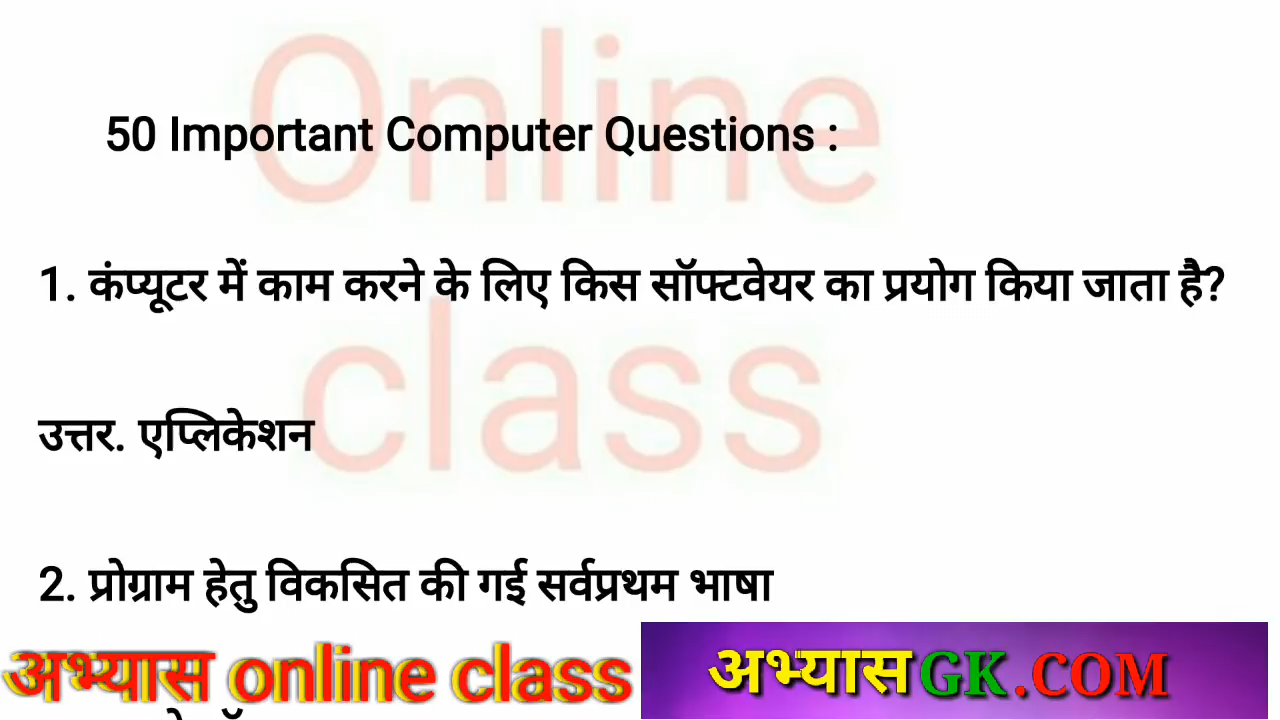 Online
50 Important Computer Questions :
class
1. कंप्यूटर में काम करने के लिए किस सॉफ्टवेयर का प्रयोग किया जाता है?
उत्तर. एप्लिकेशन
2. प्रोग्राम हेतु विकसित की गई सर्वप्रथम भाषा
अभ्यास online class
अभ्यास GK.COM